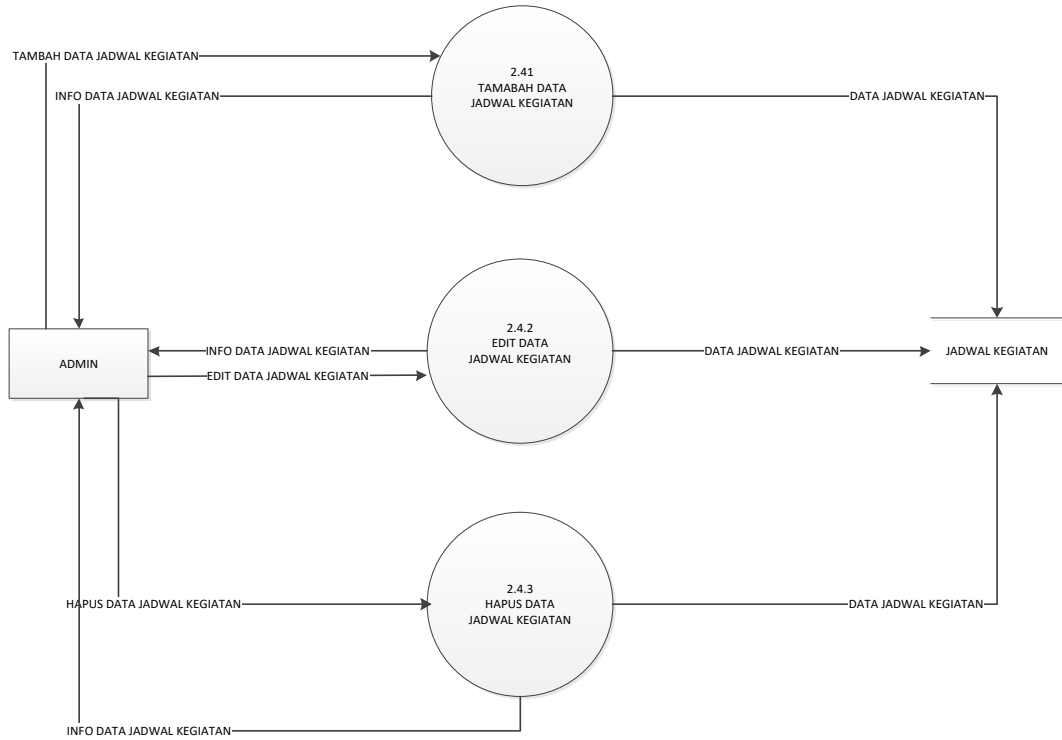 TAMBAH DATA JADWAL KEGIATAN
INFO DATA JADWAL KEGIATAN
2.41
TAMABAH DATA
JADWAL KEGIATAN
DATA JADWAL KEGIATAN
ADMIN
INFO DATA JADWAL KEGIATAN
EDIT DATA JADWAL KEGIATAN
2.4.2
EDIT DATA
JADWAL KEGIATAN
DATA JADWAL KEGIATAN
JADWAL KEGIATAN
HAPUS DATA JADWAL KEGIATAN
2.4.3
HAPUS DATA
JADWAL KEGIATAN
DATA JADWAL KEGIATAN
INFO DATA JADWAL KEGIATAN